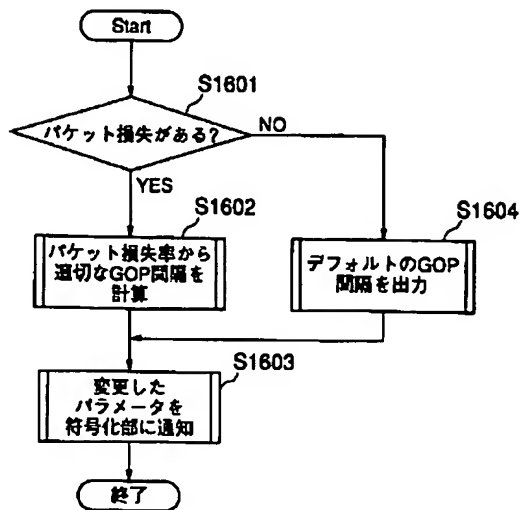 Start
S1601
パケット損失がある?
NO
YES
S1602
パケット損失率から
適切なGOP間隔を
計算
S1604
デフォルトのGOP
間隔を出力
S1603
変更した
パラメータを
符号化部に通知
終了